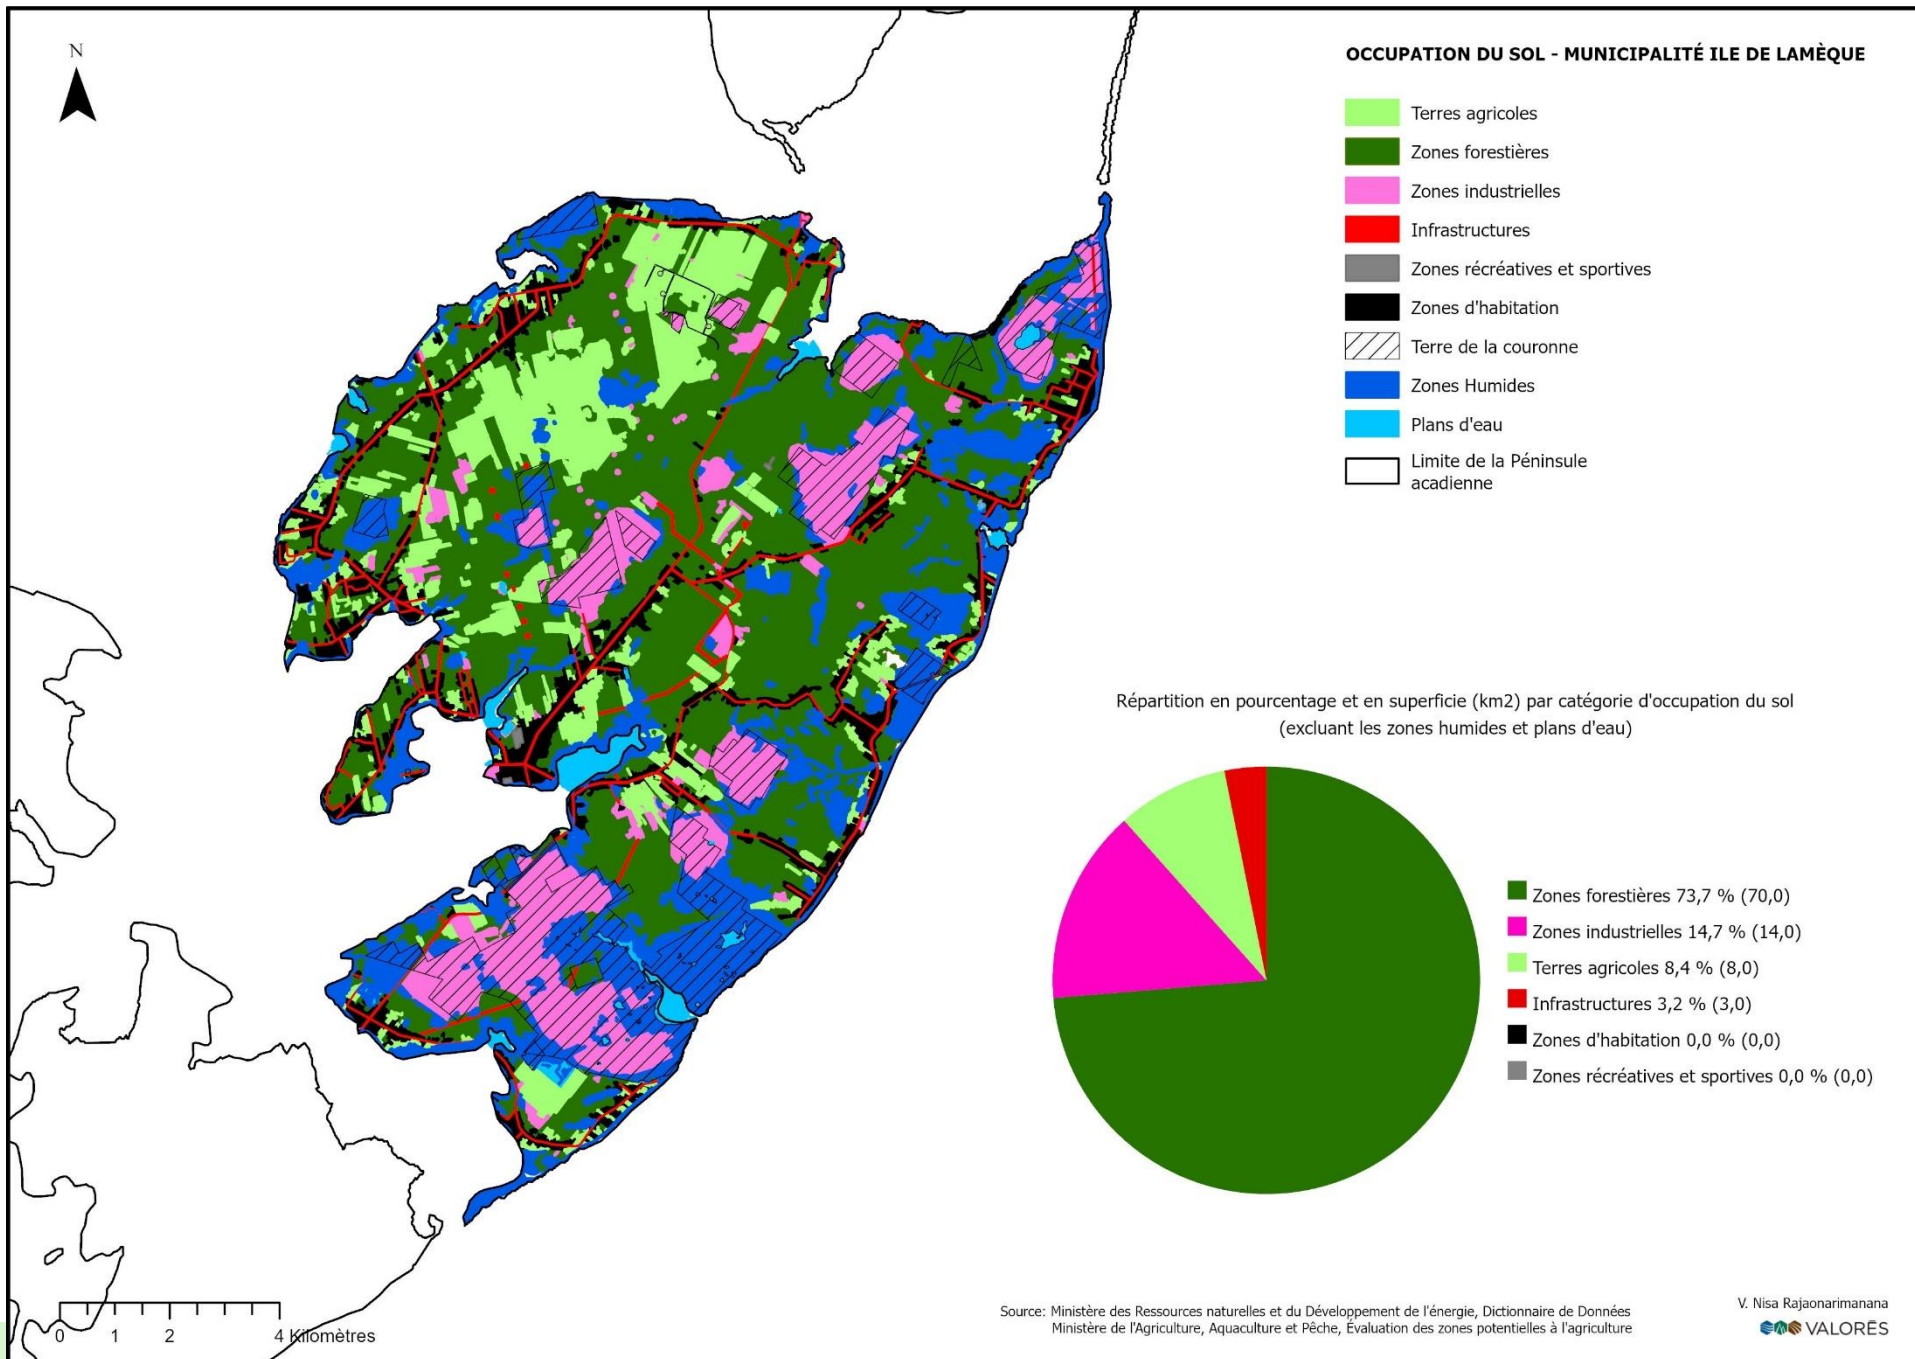 N
OCCUPATION DU SOL - MUNICIPALITÉ ILE DE LAMÈQUE
Terres agricoles
Zones forestières
Zones industrielles
Infrastructures
Zones récréatives et sportives
Zones d'habitation
Terre de la couronne
Zones Humides
Plans d'eau
Limite de la Péninsule
acadienne
Répartition en pourcentage et en superficie (km2) par catégorie d'occupation du sol
(excluant les zones humides et plans d'eau)
Zones forestières 73,7 % (70,0)
Zones industrielles 14,7 % (14,0)
Terres agricoles 8,4 % (8,0)
Infrastructures 3,2 % (3,0)
Zones d'habitation 0,0 % (0,0)
Zones récréatives et sportives 0,0 % (0,0)
0 1 2 4 Kilomètres
Source: Ministère des Ressources naturelles et du Développement de l'énergie, Dictionnaire de Données
Ministère de l'Agriculture, Aquaculture et Pêche, Évaluation des zones potentielles à l'agriculture
V. Nisa Rajaonarimanana
VALORĒS